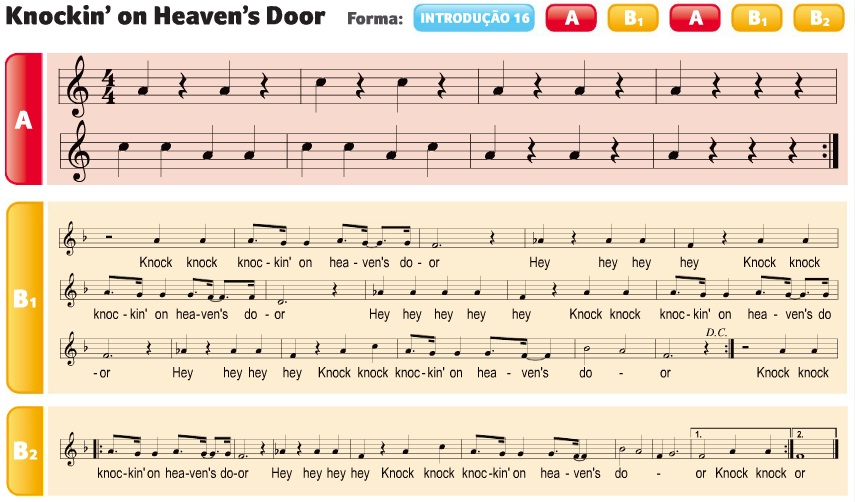 Knockin' on Heaven's Door Forma: INTRODUÇÃO 16 A B1 A B1 B2
A
4
4
B1
Knock knock knoc - kin' on hea - ven's do - or Hey hey hey hey Knock knock
knoc - kin' on hea-ven's do - or Hey hey hey hey hey Knock knock knoc - kin' on hea - ven's do
D.C.
- or Hey hey hey hey Knock knock knoc - kin' on hea - ven's do - or Knock knock
B2
1. 2.
knoc-kin' on hea-ven's do-or Hey hey hey hey Knock knock knoc - kin' on hea - ven's do - or Knock knock or